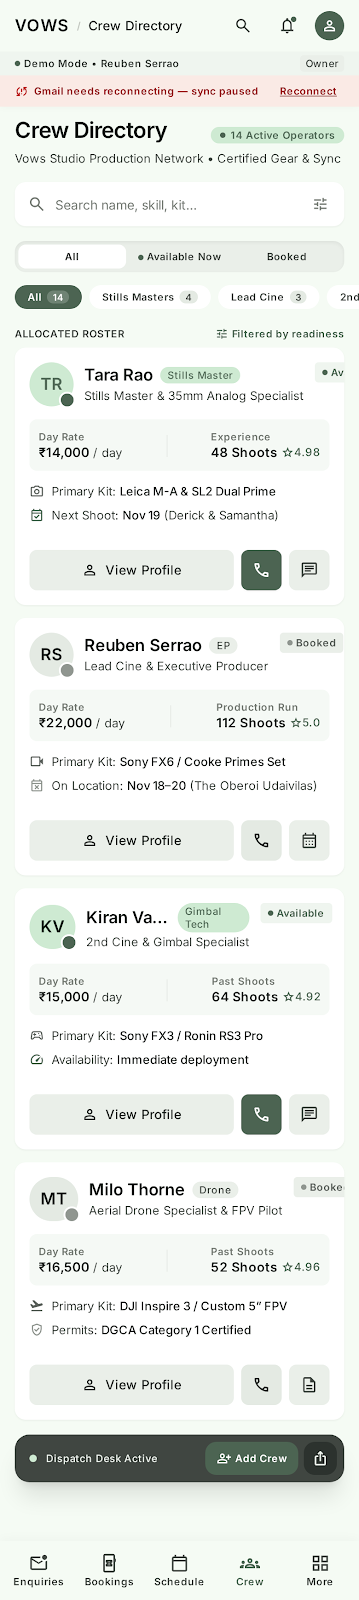 VOWS / Crew Directory
Demo Mode • Reuben Serrao Owner
Gmail needs reconnecting — sync paused Reconnect
Crew Directory
14 Active Operators
Vows Studio Production Network • Certified Gear & Sync
Search name, skill, kit...
All Available Now Booked
All 14 Stills Masters 4 Lead Cine 3 2nd
ALLOCATED ROSTER Filtered by readiness
TR Tara Rao Stills Master Av
Stills Master & 35mm Analog Specialist
Day Rate Experience
₹14,000 / day 48 Shoots ☆4.98
Primary Kit: Leica M-A & SL2 Dual Prime
Next Shoot: Nov 19 (Derick & Samantha)
View Profile
RS Reuben Serrao EP Booked
Lead Cine & Executive Producer
Day Rate Production Run
₹22,000 / day 112 Shoots ☆5.0
Primary Kit: Sony FX6 / Cooke Primes Set
On Location: Nov 18–20 (The Oberoi Udaivilas)
View Profile
KV Kiran Va... Gimbal Tech Available
2nd Cine & Gimbal Specialist
Day Rate Past Shoots
₹15,000 / day 64 Shoots ☆4.92
Primary Kit: Sony FX3 / Ronin RS3 Pro
Availability: Immediate deployment
View Profile
MT Milo Thorne Drone Booke
Aerial Drone Specialist & FPV Pilot
Day Rate Past Shoots
₹16,500 / day 52 Shoots ☆4.96
Primary Kit: DJI Inspire 3 / Custom 5" FPV
Permits: DGCA Category 1 Certified
View Profile
Dispatch Desk Active Add Crew
Enquiries Bookings Schedule Crew More